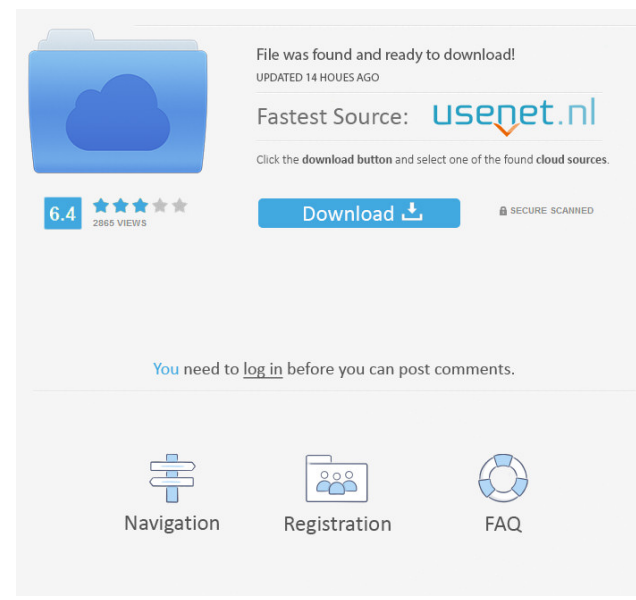 File was found and ready to download!
UPDATED 14 HOUES AGO
Fastest Source: usenet.nl
Click the download button and select one of the found cloud sources.
6.4
2865 VIEWS
Download
SECURE SCANNED
You need to log in before you can post comments.
Navigation
Registration
FAQ